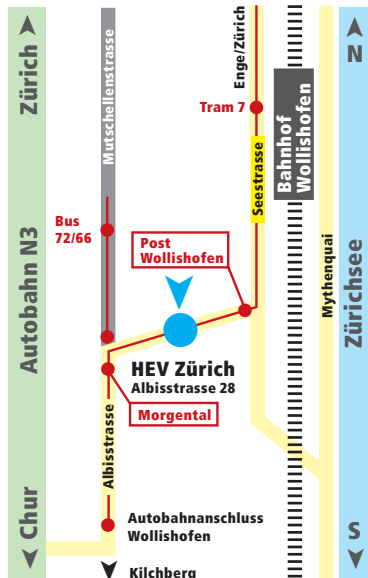 Zürich
Autobahn N3
Chur
Mutschellenstrasse
Enge/Zürich
N
Tram 7
Bahnhof
Wollishofen
Seestrasse
Bus
72/66
Post
Wollishofen
Mythenquai
Zürichsee
HEV Zürich
Albisstrasse 28
Morgental
Albisstrasse
Autobahnanschluss
Wollishofen
S
Kilchberg